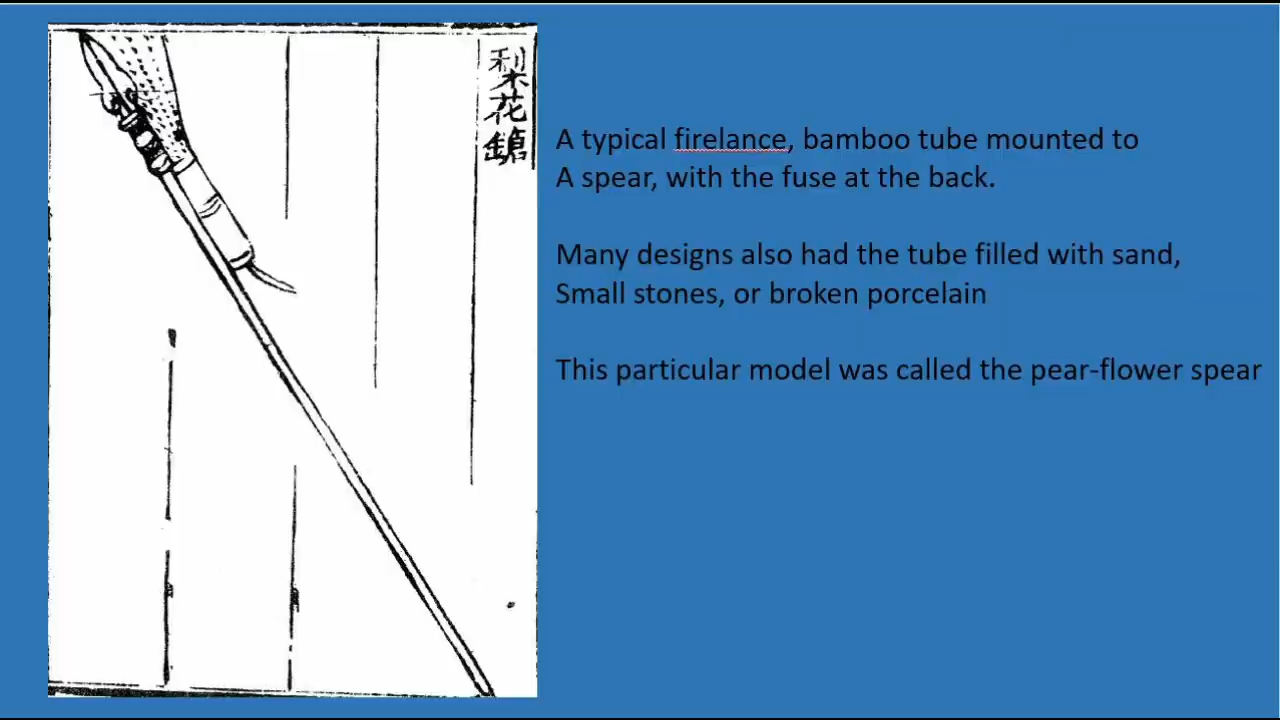 梨花鎗
A typical firelance, bamboo tube mounted to
A spear, with the fuse at the back.
Many designs also had the tube filled with sand,
Small stones, or broken porcelain
This particular model was called the pear-flower spear